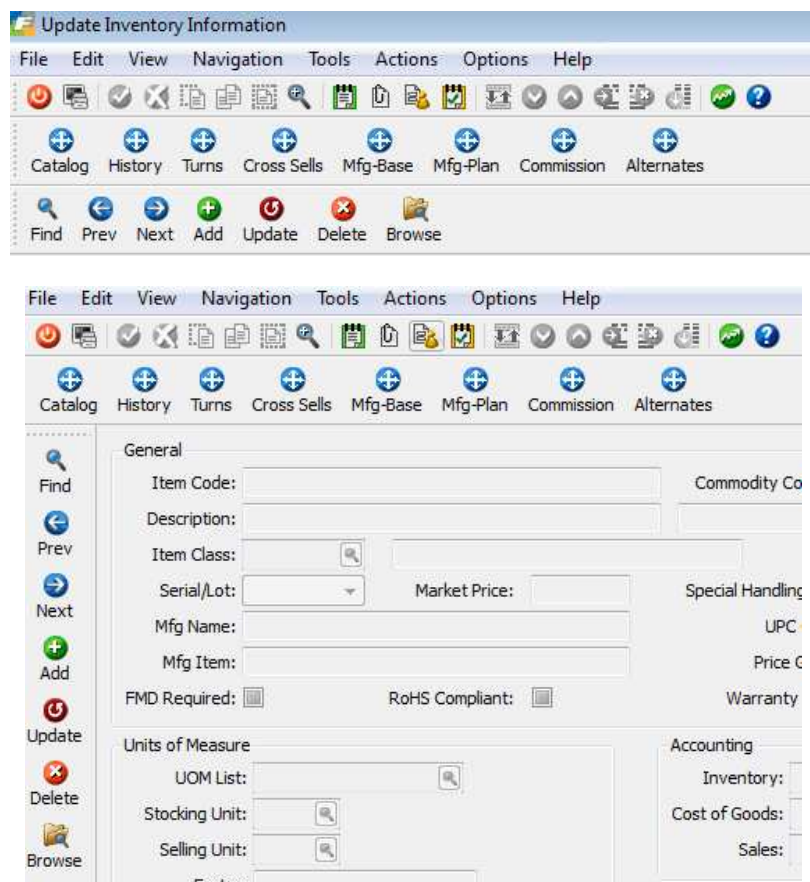 Update Inventory Information
File Edit View Navigation Tools Actions Options Help
Catalog History Turns Cross Sells Mfg-Base Mfg-Plan Commission Alternates
Find Prev Next Add Update Delete Browse
File Edit View Navigation Tools Actions Options Help
Catalog History Turns Cross Sells Mfg-Base Mfg-Plan Commission Alternates
Find
Prev
Next
Add
Update
Delete
Browse
General
Item Code: Commodity Co
Description:
Item Class:
Serial/Lot: Market Price: Special Handling
Mfg Name: UPC
Mfg Item: Price
FMD Required: RoHS Compliant: Warranty
Units of Measure
UOM List:
Stocking Unit:
Selling Unit:
Accounting
Inventory:
Cost of Goods:
Sales: